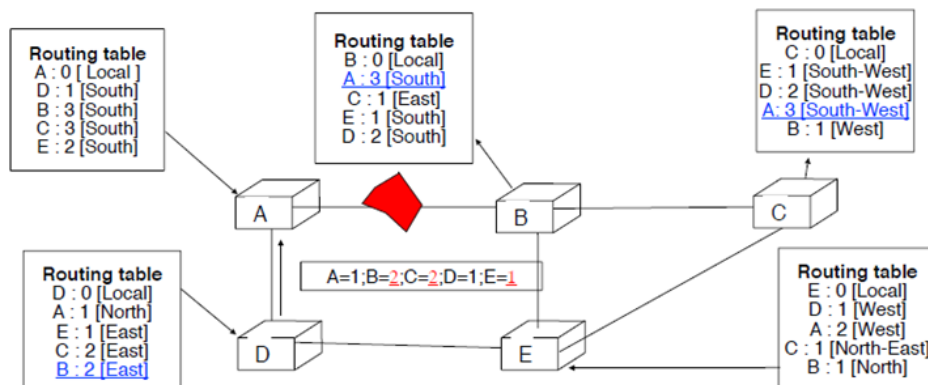 Routing table
A : 0 [ Local ]
D : 1 [South]
B : 3 [South]
C : 3 [South]
E : 2 [South]
Routing table
B : 0 [Local]
A : 3 [South]
C : 1 [East]
E : 1 [South]
D : 2 [South]
Routing table
C : 0 [Local]
E : 1 [South-West]
D : 2 [South-West]
A: 3 [South-West]
B : 1 [West]
A
B
C
A=1;B=2;C=2;D=1;E=1
Routing table
D : 0 [Local]
A : 1 [North]
E : 1 [East]
C : 2 [East]
B : 2 [East]
D
E
Routing table
E : 0 [Local]
D : 1 [West]
A : 2 [West]
C : 1 [North-East]
B : 1 [North]